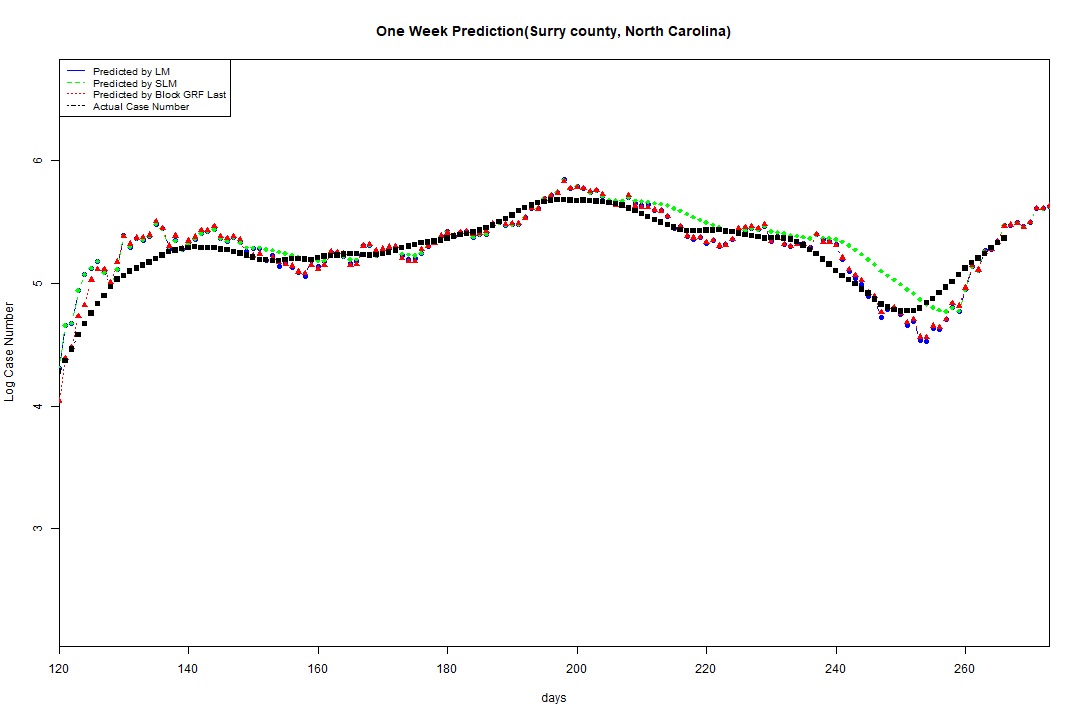 One Week Prediction(Surry county, North Carolina)
Predicted by LM
Predicted by SLM
Predicted by Block GRF Last
Actual Case Number
6
5
4
3
Log Case Number
120 140 160 180 200 220 240 260
days